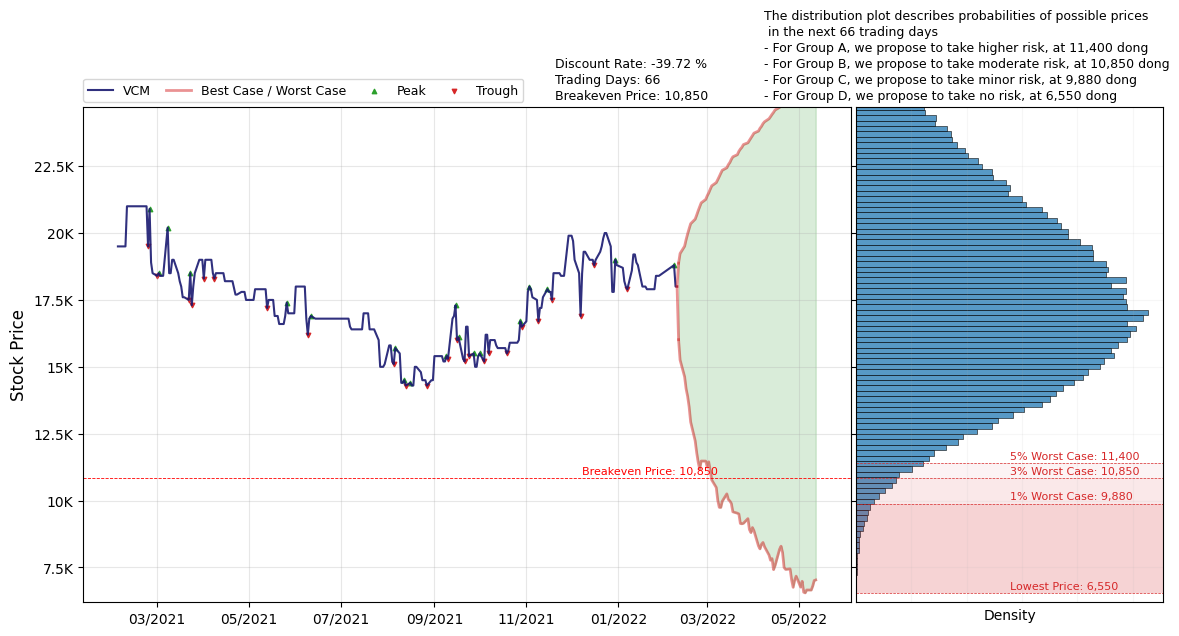 The distribution plot describes probabilities of possible prices
in the next 66 trading days
- For Group A, we propose to take higher risk, at 11,400 dong
- For Group B, we propose to take moderate risk, at 10,850 dong
- For Group C, we propose to take minor risk, at 9,880 dong
- For Group D, we propose to take no risk, at 6,550 dong
Discount Rate: -39.72 %
Trading Days: 66
Breakeven Price: 10,850
VCM
Best Case / Worst Case
Peak
Trough
Stock Price
22.5K
20K
17.5K
15K
12.5K
10K
7.5K
Breakeven Price: 10,850
03/2021
05/2021
07/2021
09/2021
11/2021
01/2022
03/2022
05/2022
5% Worst Case: 11,400
3% Worst Case: 10,850
1% Worst Case: 9,880
Lowest Price: 6,550
Density